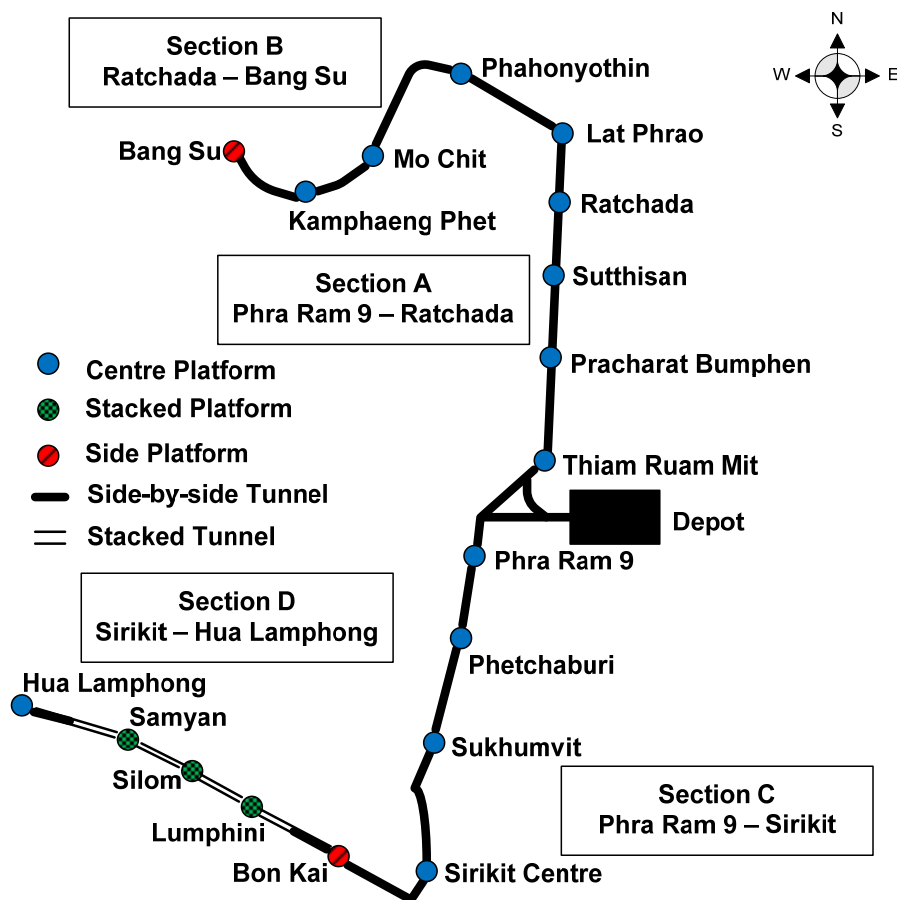 Section B
Ratchada – Bang Su
N
W
E
S
Phahonyothin
Lat Phrao
Bang Su
Mo Chit
Kamphaeng Phet
Ratchada
Section A
Phra Ram 9 – Ratchada
Sutthisan
Pracharat Bumphen
Centre Platform
Stacked Platform
Side Platform
Side-by-side Tunnel
Stacked Tunnel
Thiam Ruam Mit
Depot
Phra Ram 9
Section D
Sirikit – Hua Lamphong
Phetchaburi
Hua Lamphong
Samyan
Silom
Lumphini
Bon Kai
Sukhumvit
Section C
Phra Ram 9 – Sirikit
Sirikit Centre